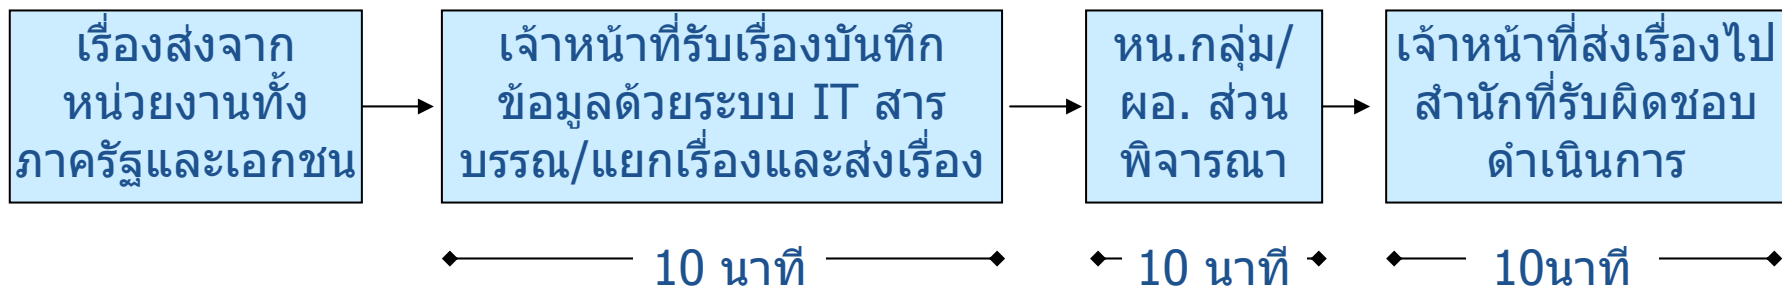 เรื่องส่งจาก
หน่วยงานทั้ง
ภาครัฐและเอกชน
เจ้าหน้าที่รับเรื่องบันทึก
ข้อมูลด้วยระบบ IT สาร
บรรณ/แยกเรื่องและส่งเรื่อง
หน.กลุ่ม/
ผอ. ส่วน
พิจารณา
เจ้าหน้าที่ส่งเรื่องไป
สำนักที่รับผิดชอบ
ดำเนินการ
10 นาที
10 นาที
10นาที